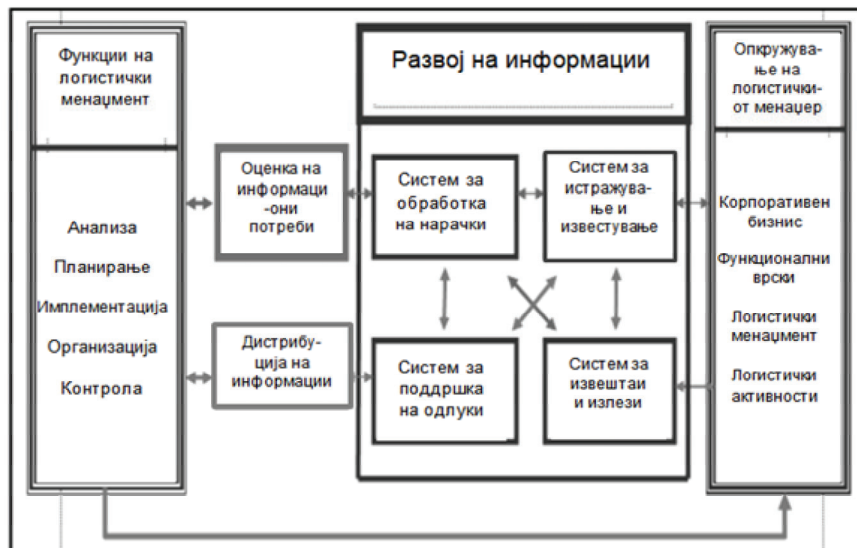 Функции на
логистички
менаџмент
Анализа
Планирање
Имплементација
Организација
Контрола
Оценка на
информаци
-они
потреби
Дистрибу-
ција на
информации
Развој на информации
Систем за
обработка
на нарачки
Систем за
истражува-
ње и
известување
Систем за
поддршка
на одлуки
Систем за
извештаи
и излези
Опкружува-
ње на
логистички-
от менаџер
Корпоративен
бизнис
Функционални
врски
Логистички
менаџмент
Логистички
активности